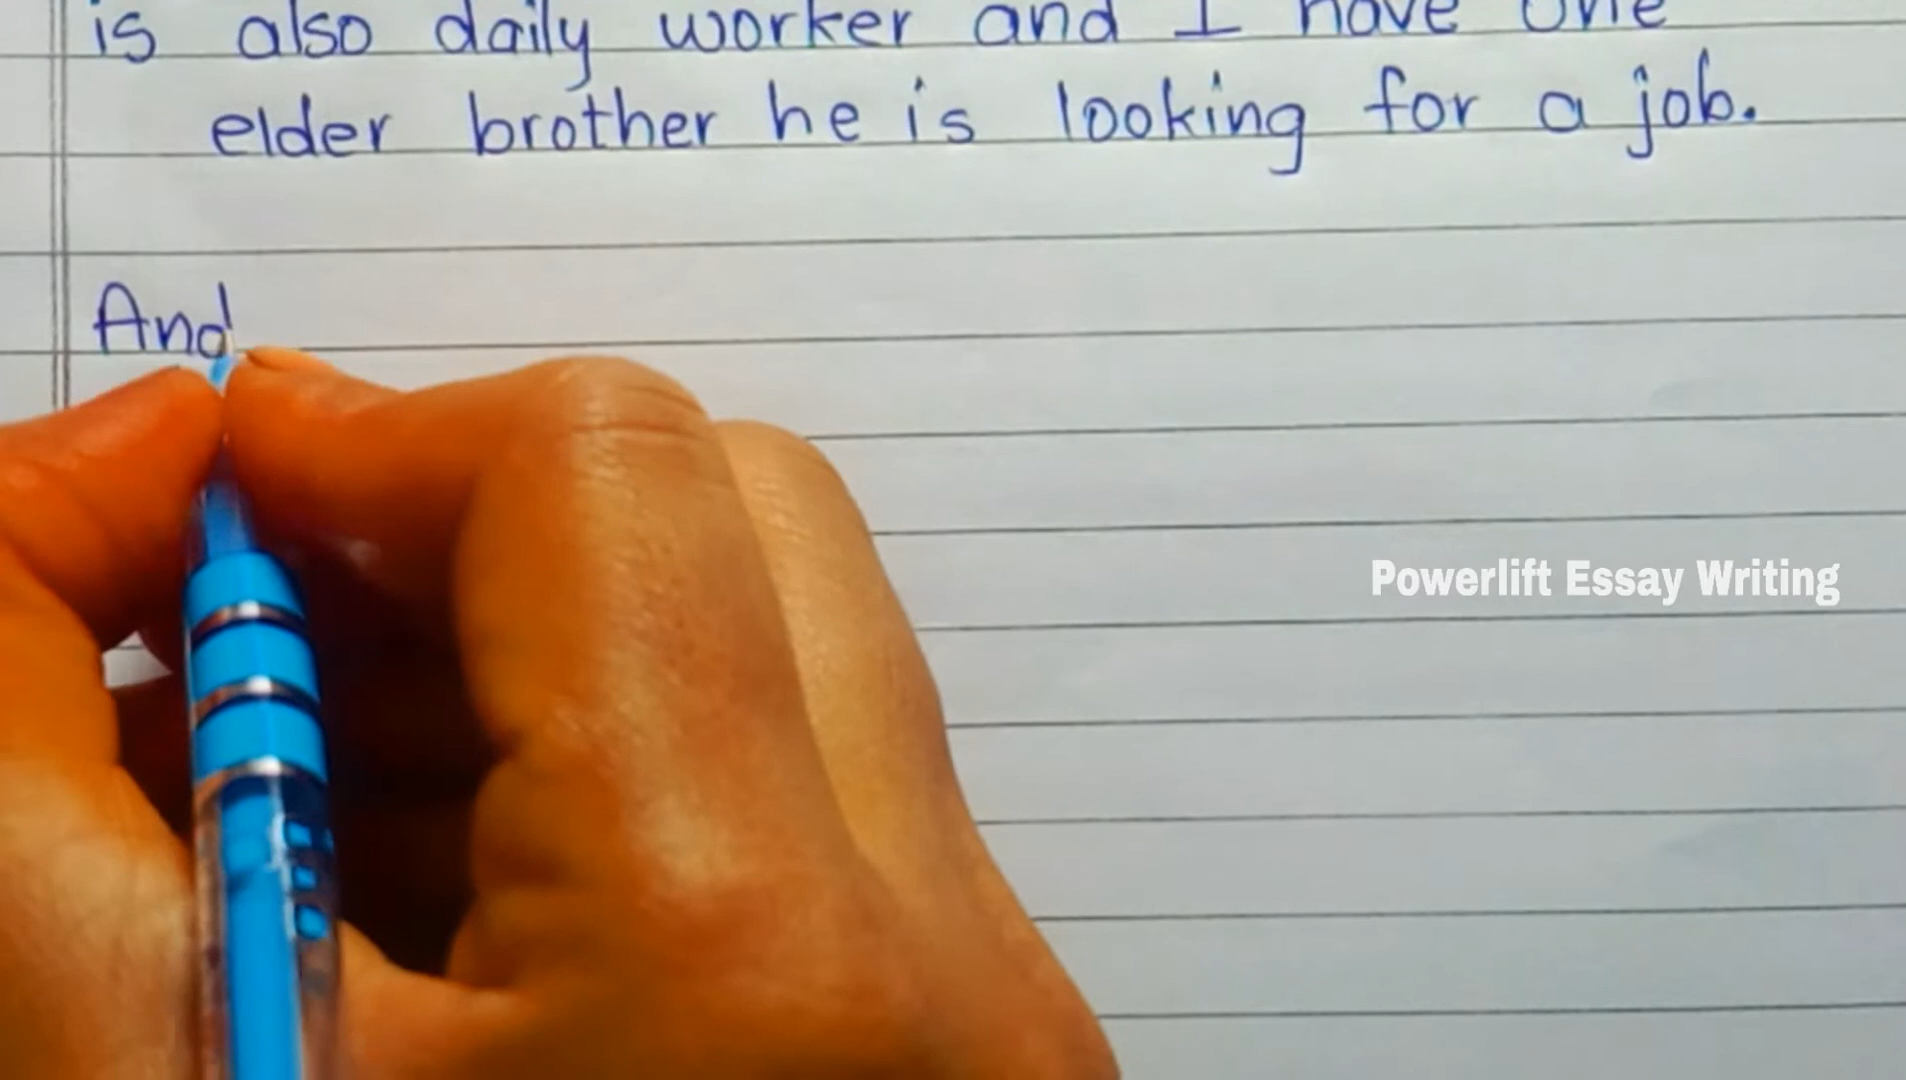 is also daily worker and I have one
elder brother he is looking for a job.
And
Powerlift Essay Writing